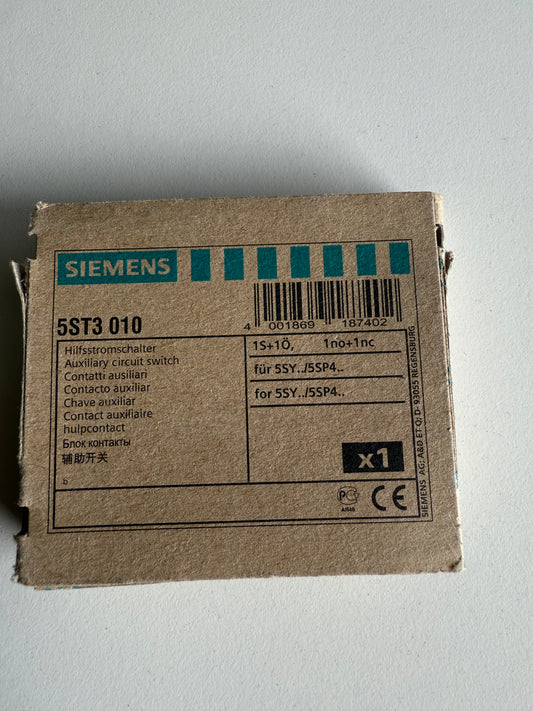 SIEMENS
5ST3 010
4 001869 187402
Hilfsstromschalter
Auxiliary circuit switch
Contatti ausiliari
Contacto auxiliar
Chave auxiliar
Contact auxiliaire
hulpcontact
Блок контакты
辅助开关
b
1S+1Ö, 1no+1nc
für 5SY../5SP4..
for 5SY../5SP4..
x1
АЯ46
CE
SIEMENS AG; A&D ET Q; D- 93055 REGENSBURG